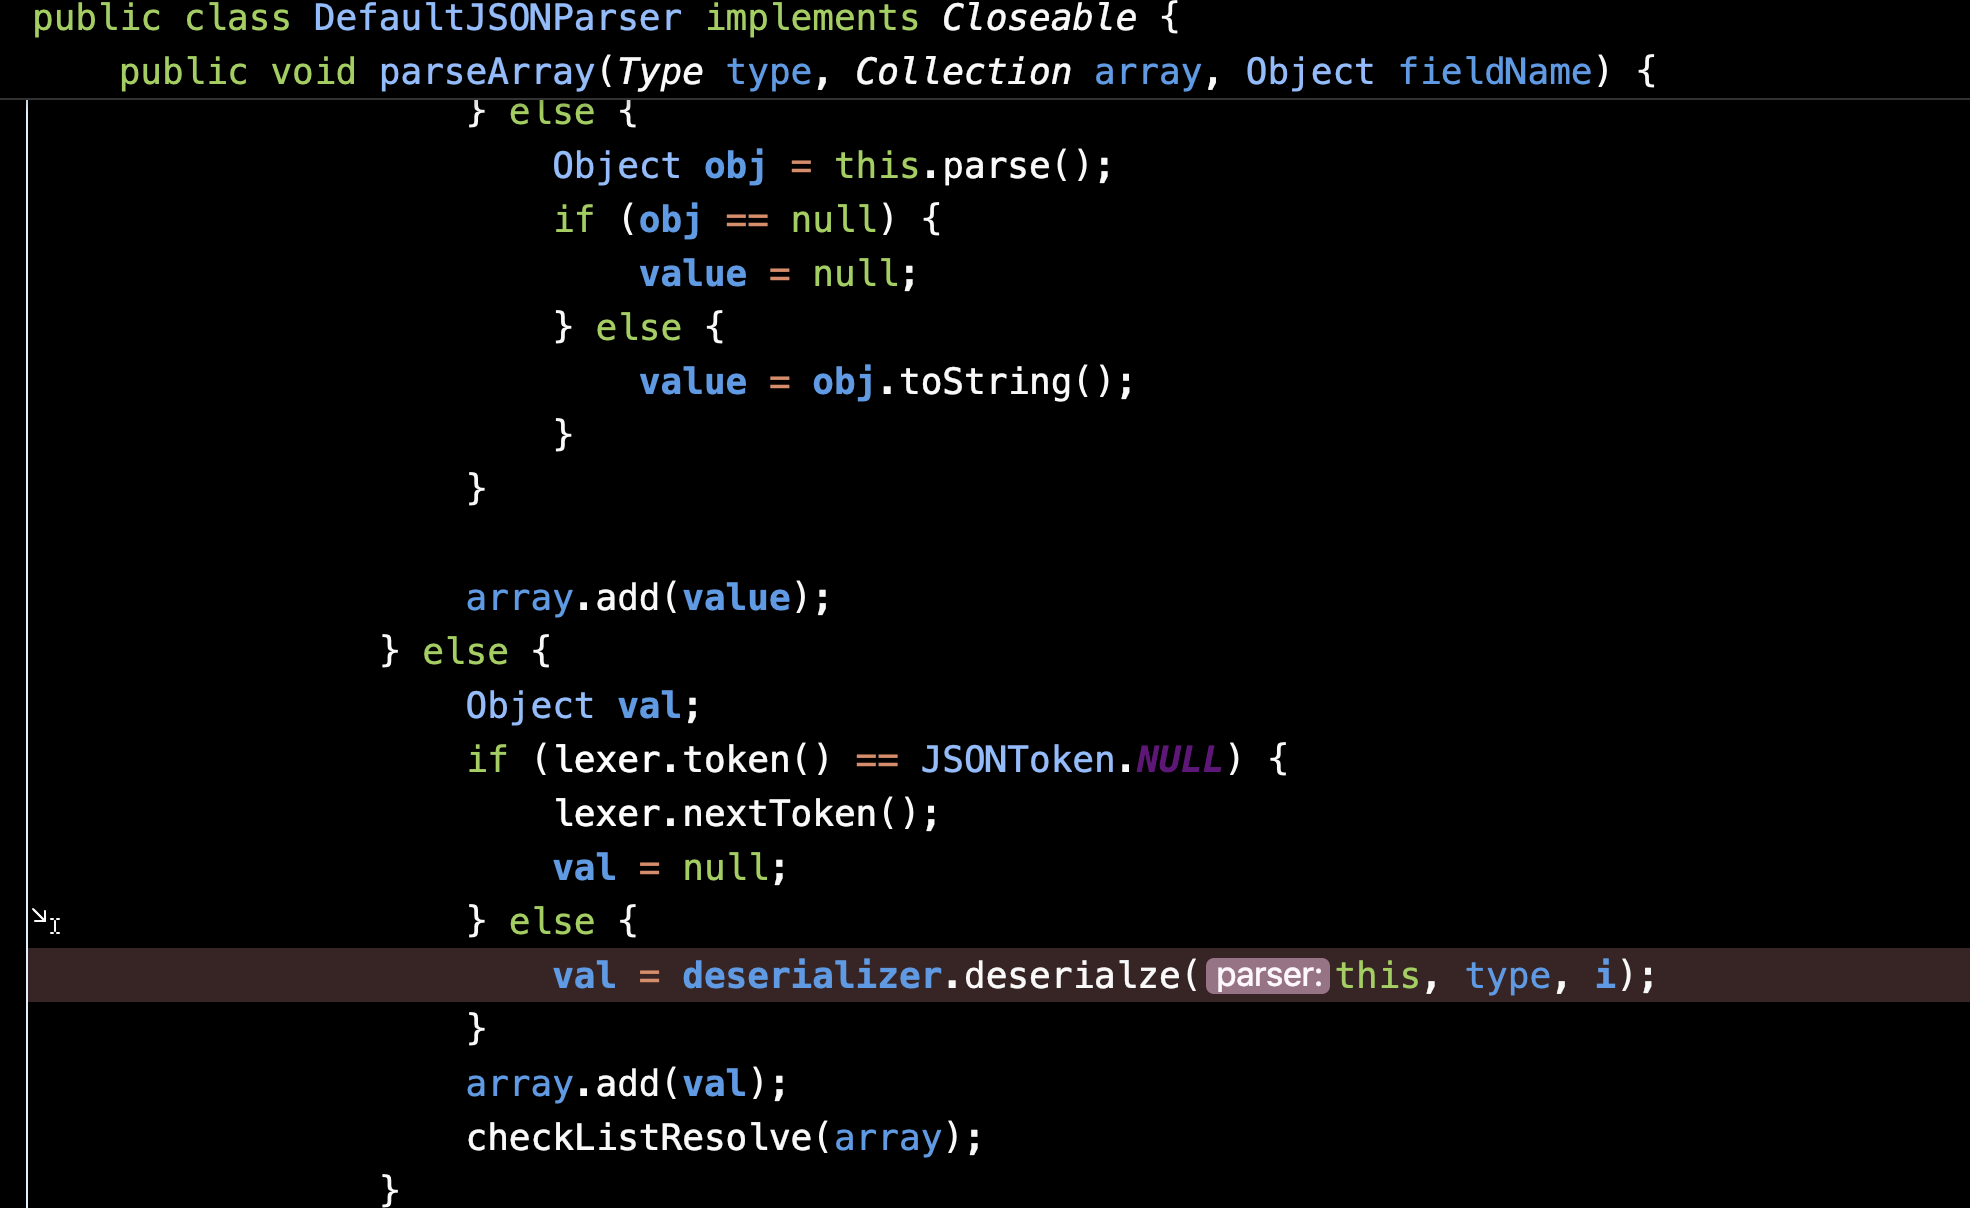 public class DefaultJSONParser implements Closeable {
    public void parseArray(Type type, Collection array, Object fieldName) {
                    } else {
                        Object obj = this.parse();
                        if (obj == null) {
                            value = null;
                        } else {
                            value = obj.toString();
                        }
                    }

                    array.add(value);
                } else {
                    Object val;
                    if (lexer.token() == JSONToken.NULL) {
                        lexer.nextToken();
                        val = null;
                    } else {
                        val = deserializer.deserialze(parser: this, type, i);
                    }
                    array.add(val);
                    checkListResolve(array);
                }